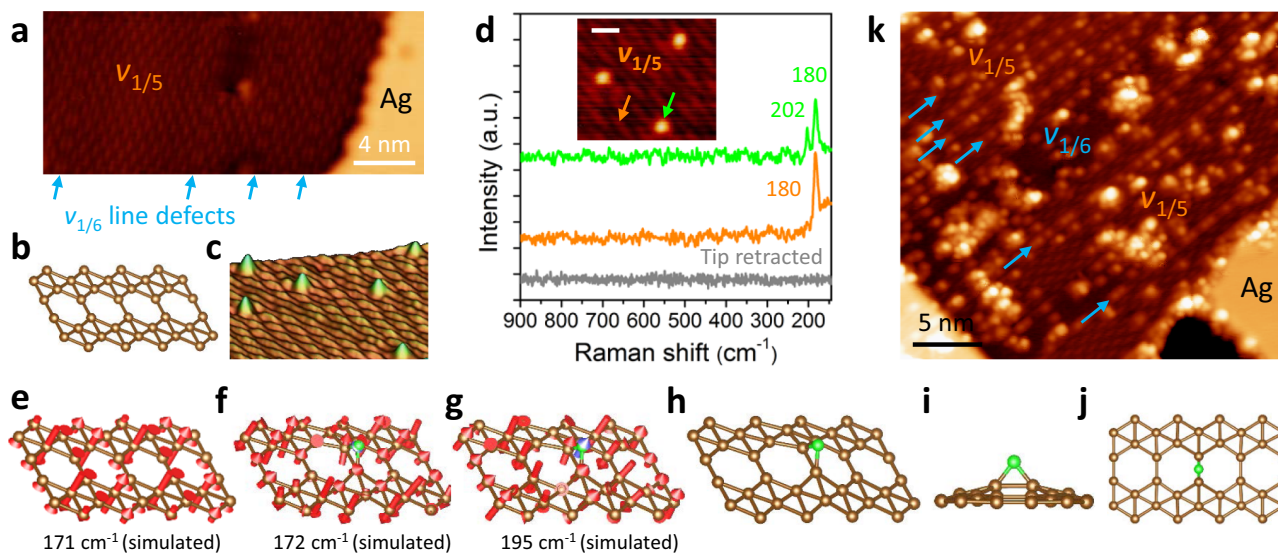 a
v1/5
Ag
4 nm
v1/6 line defects
b
c
d
Intensity (a.u.)
v1/5
180
202
180
Tip retracted
900 800 700 600 500 400 300 200
Raman shift (cm-1)
k
v1/5
v1/6
v1/5
Ag
5 nm
e
171 cm-1 (simulated)
f
172 cm-1 (simulated)
g
195 cm-1 (simulated)
h
i
j